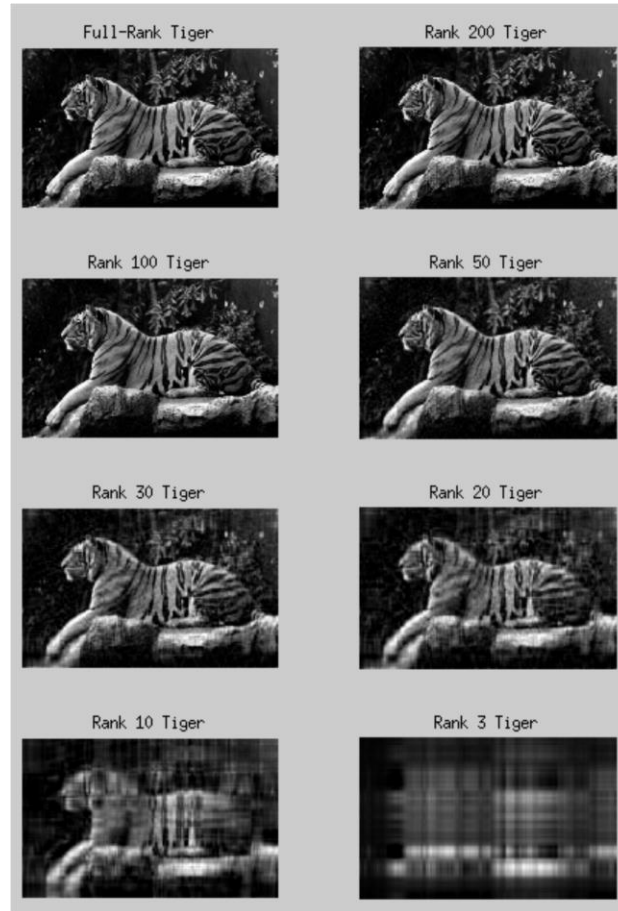 Full-Rank Tiger
Rank 200 Tiger
Rank 100 Tiger
Rank 50 Tiger
Rank 30 Tiger
Rank 20 Tiger
Rank 10 Tiger
Rank 3 Tiger